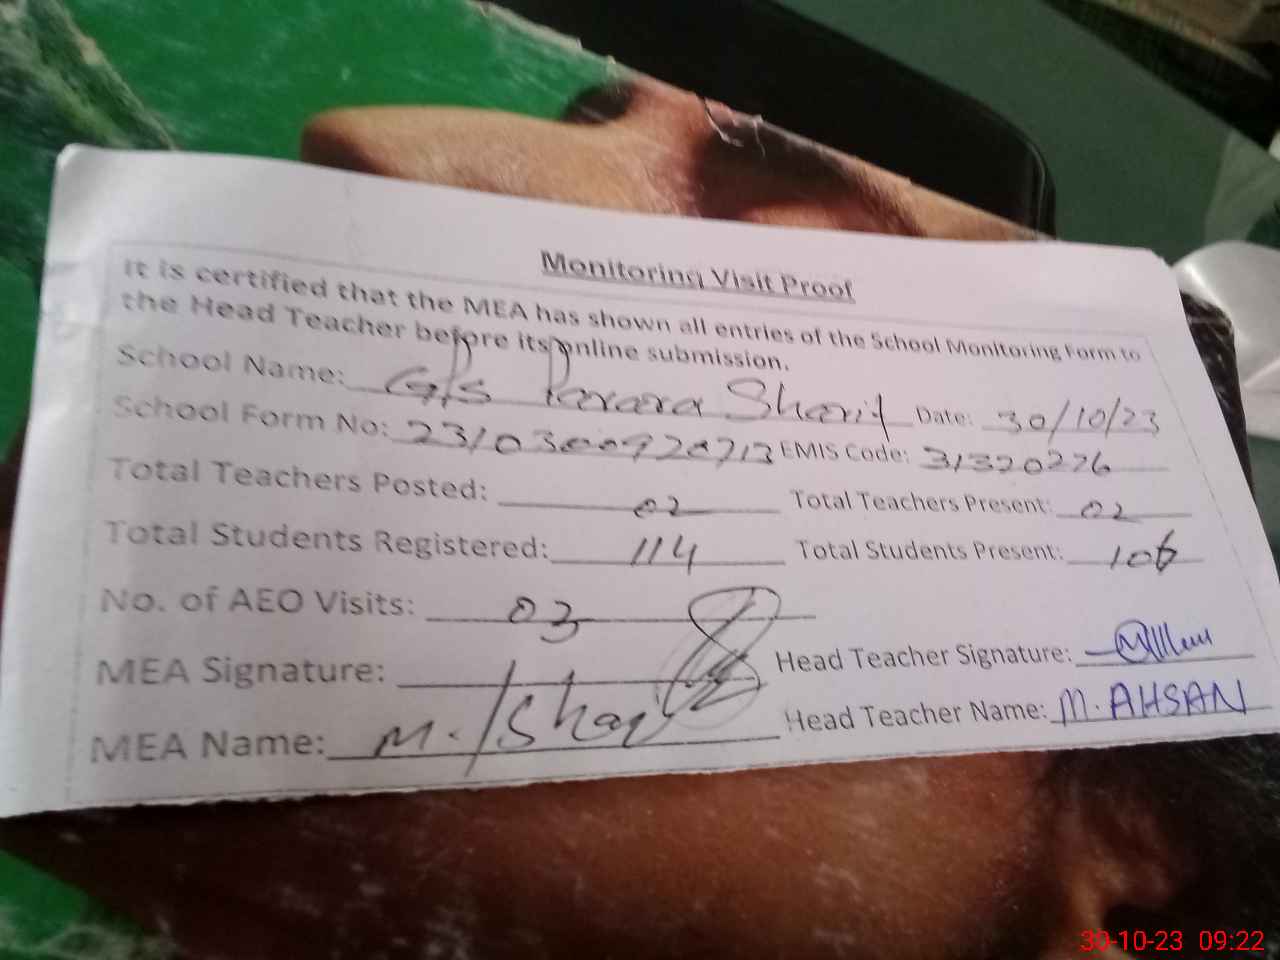 Monitoring Visit Proof
It is certified that the MEA has shown all entries of the School Monitoring Form to
the Head Teacher before its online submission.
School Name: G/S Sharif Date: 30/10/23
School Form No: EMIS Code: 31320276
Total Teachers Posted: 02 Total Teachers Present: 02
Total Students Registered: 114 Total Students Present: 106
No. of AEO Visits: 03
MEA Signature: Head Teacher Signature:
MEA Name: M. Head Teacher Name: M. AHSAN
30-10-23 09:22